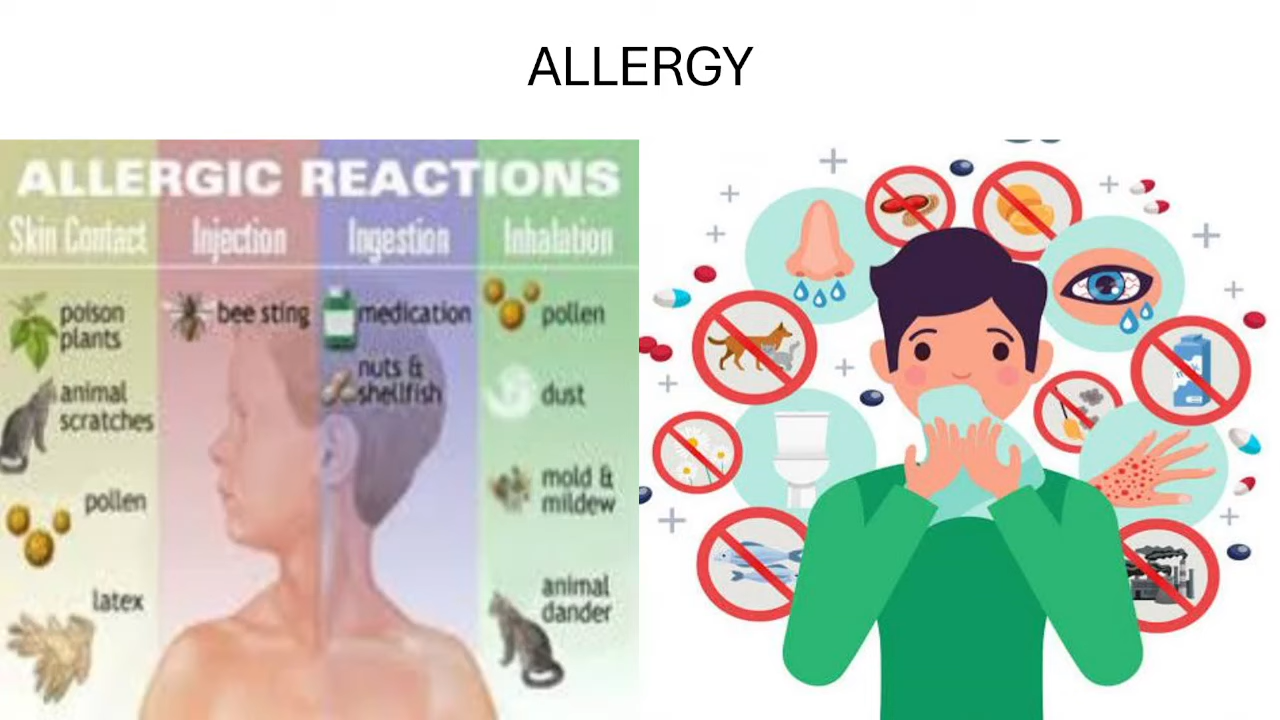 ALLERGY
ALLERGIC REACTIONS
Skin Contact
poison
plants
animal
scratches
pollen
latex
Injection
bee sting
Ingestion
medication
nuts &
shellfish
Inhalation
pollen
dust
mold &
mildew
animal
dander
milk